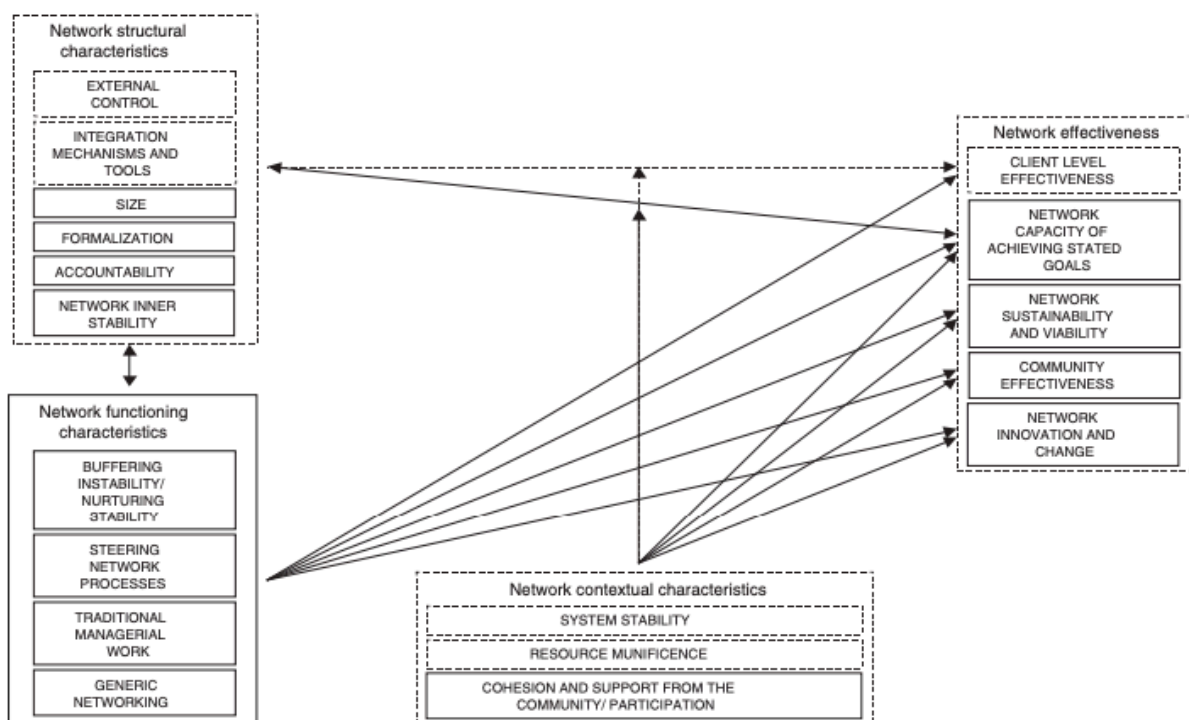 Network structural
characteristics
EXTERNAL
CONTROL
INTEGRATION
MECHANISMS AND
TOOLS
SIZE
FORMALIZATION
ACCOUNTABILITY
NETWORK INNER
STABILITY
Network functioning
characteristics
BUFFERING
INSTABILITY/
NURTURING
STABILITY
STEERING
NETWORK
PROCESSES
TRADITIONAL
MANAGERIAL
WORK
GENERIC
NETWORKING
Network contextual characteristics
SYSTEM STABILITY
RESOURCE MUNIFICENCE
COHESION AND SUPPORT FROM THE
COMMUNITY/ PARTICIPATION
Network effectiveness
CLIENT LEVEL
EFFECTIVENESS
NETWORK
CAPACITY OF
ACHIEVING STATED
GOALS
NETWORK
SUSTAINABILITY
AND VIABILITY
COMMUNITY
EFFECTIVENESS
NETWORK
INNOVATION AND
CHANGE